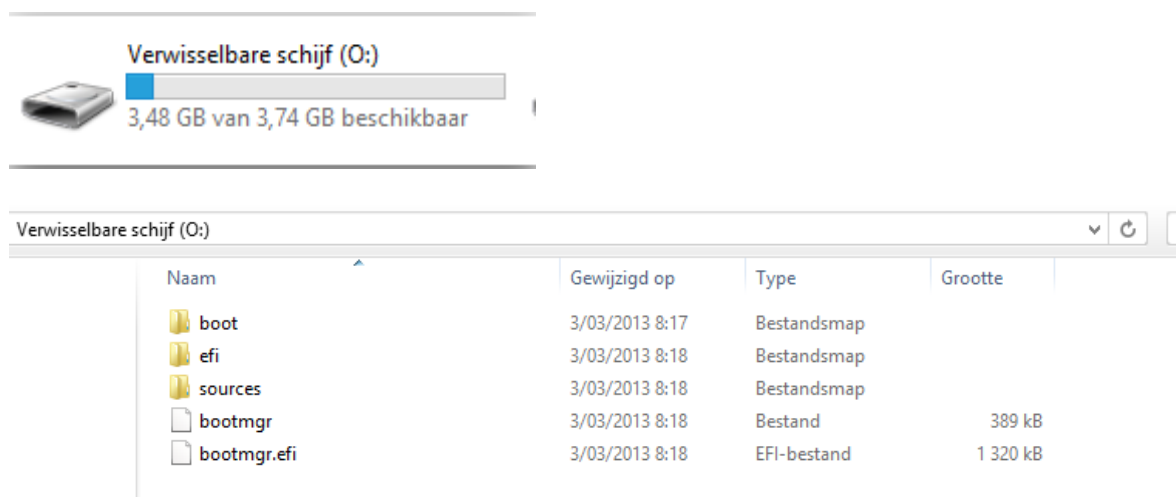 Verwisselbare schijf (O:)
3,48 GB van 3,74 GB beschikbaar
Verwisselbare schijf (O:)
Naam Gewijzigd op Type Grootte
boot 3/03/2013 8:17 Bestandsmap
efi 3/03/2013 8:18 Bestandsmap
sources 3/03/2013 8:18 Bestandsmap
bootmgr 3/03/2013 8:18 Bestand 389 kB
bootmgr.efi 3/03/2013 8:18 EFI-bestand 1 320 kB